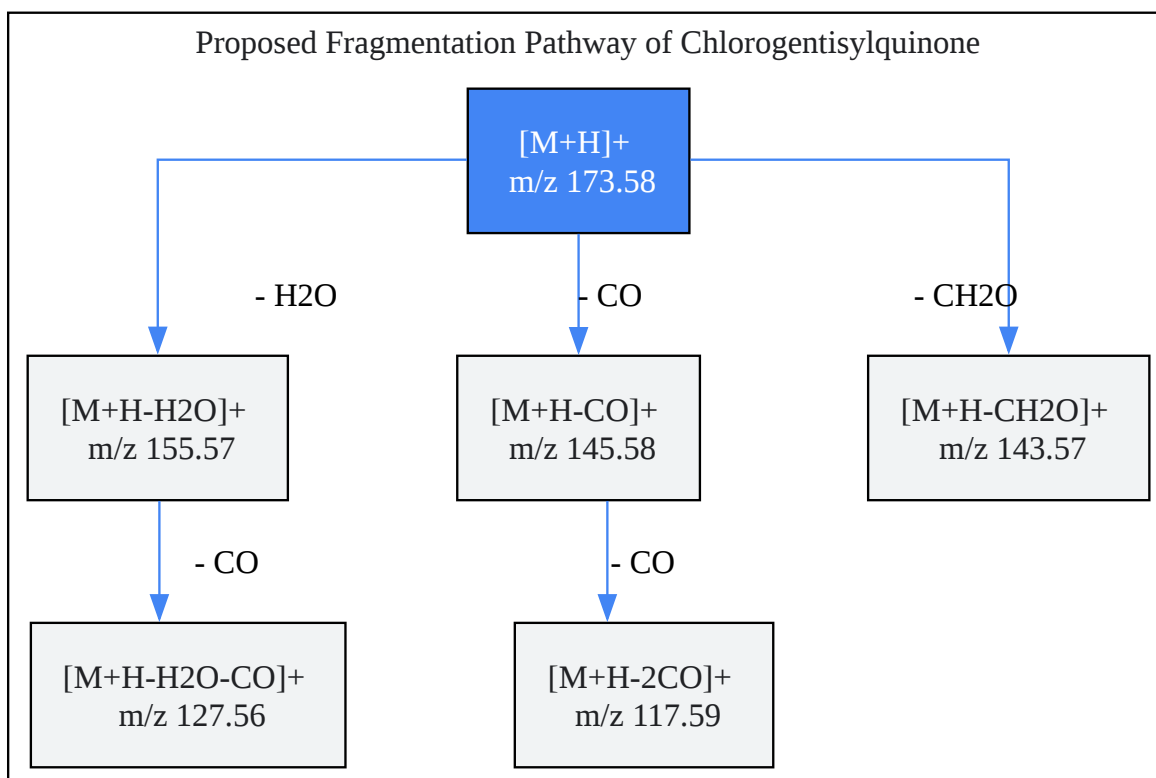 Proposed Fragmentation Pathway of Chlorogentisylquinone
[M+H]+
m/z 173.58
- H2O
- CO
- CH2O
[M+H-H2O]+
m/z 155.57
[M+H-CO]+
m/z 145.58
[M+H-CH2O]+
m/z 143.57
- CO
- CO
[M+H-H2O-CO]+
m/z 127.56
[M+H-2CO]+
m/z 117.59